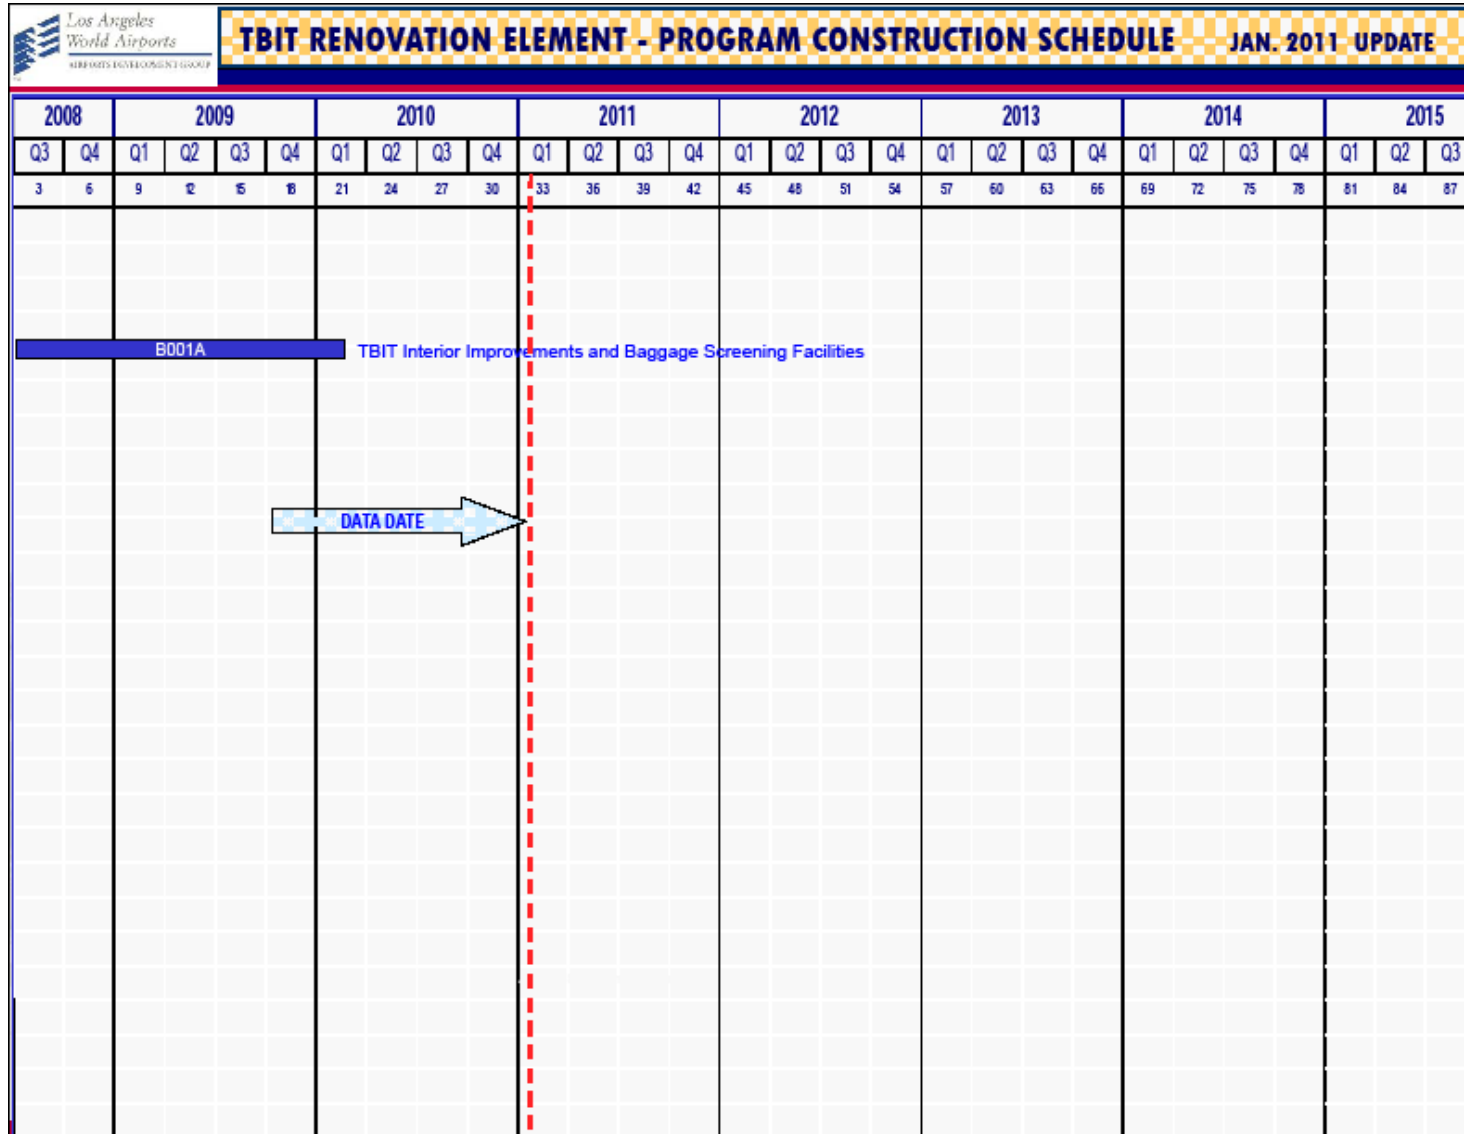 Los Angeles
World Airports
AIRPORTS DEVELOPMENT GROUP
TBIT RENOVATION ELEMENT - PROGRAM CONSTRUCTION SCHEDULE JAN. 2011 UPDATE
2008 2009 2010 2011 2012 2013 2014 2015
Q3 Q4 Q1 Q2 Q3 Q4 Q1 Q2 Q3 Q4 Q1 Q2 Q3 Q4 Q1 Q2 Q3 Q4 Q1 Q2 Q3 Q4 Q1 Q2 Q3 Q4 Q1 Q2 Q3
3 6 9 12 15 18 21 24 27 30 33 36 39 42 45 48 51 54 57 60 63 66 69 72 75 78 81 84 87
B001A TBIT Interior Improvements and Baggage Screening Facilities
DATA DATE